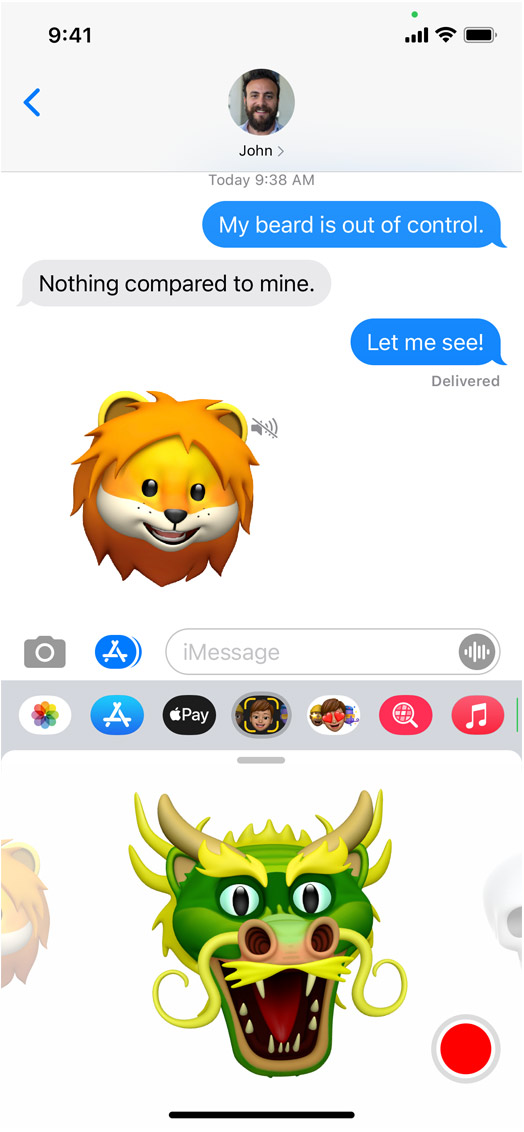 9:41
John
Today 9:38 AM
My beard is out of control.
Nothing compared to mine.
Let me see!
Delivered
iMessage
Pay